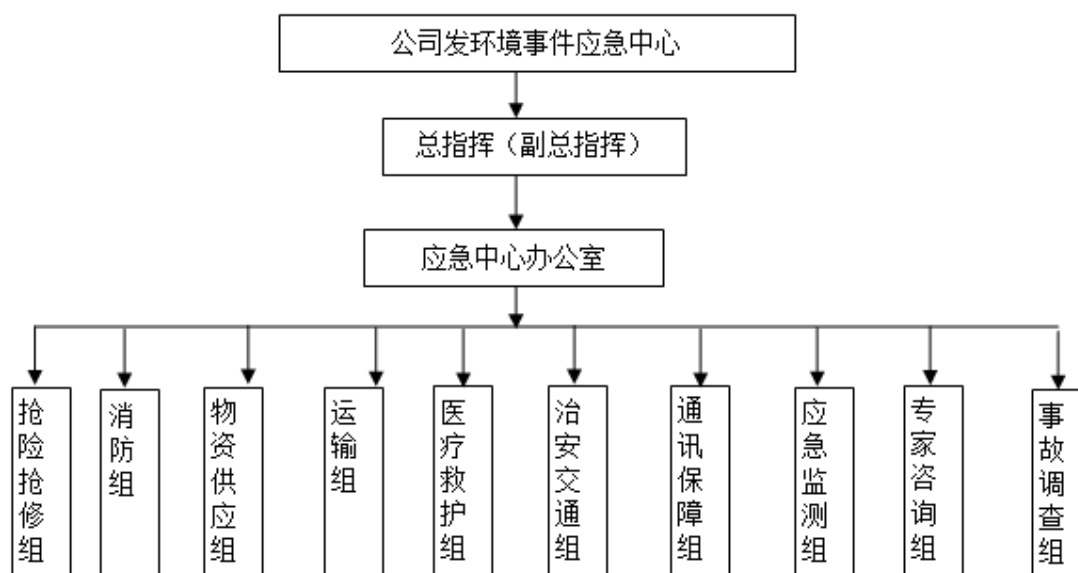 公司发环境事件应急中心
总指挥（副总指挥）
应急中心办公室
抢险抢修组
消防组
物资供应组
运输组
医疗救护组
治安交通组
通讯保障组
应急监测组
专家咨询组
事故调查组